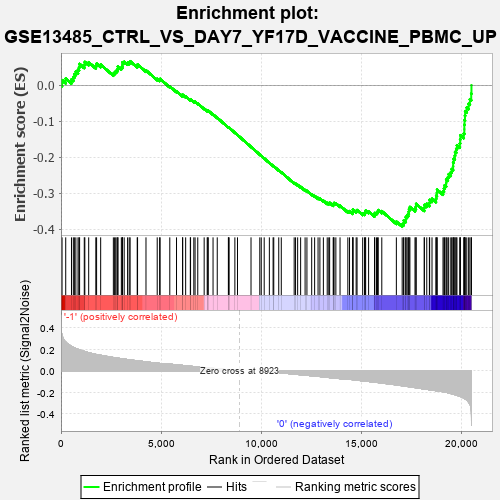 Enrichment plot:
GSE13485_CTRL_VS_DAY7_YF17D_VACCINE_PBMC_UP
Enrichment score (ES)
0.0
-0.1
-0.2
-0.3
-0.4
'-1' (positively correlated)
Ranked list metric (Signal2Noise)
0.4
0.2
0.0
-0.2
-0.4
Zero cross at 8923
'0' (negatively correlated)
0
5,000
10,000
15,000
20,000
Rank in Ordered Dataset
Enrichment profile
Hits
Ranking metric scores